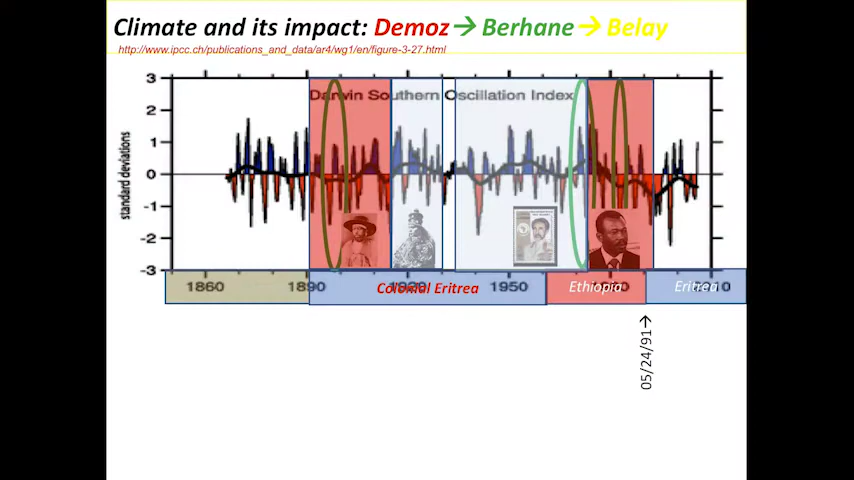 Climate and its impact: Demoz → Berhane → Belay
http://www.ipcc.ch/publications_and_data/ar4/wg1/en/figure-3-27.html
Darwin Southern Oscillation Index
standard deviations
3
2
1
0
-1
-2
-3
1860 1890 1920 1950
Colonial Eritrea Ethiopia Eritrea
05/24/91→